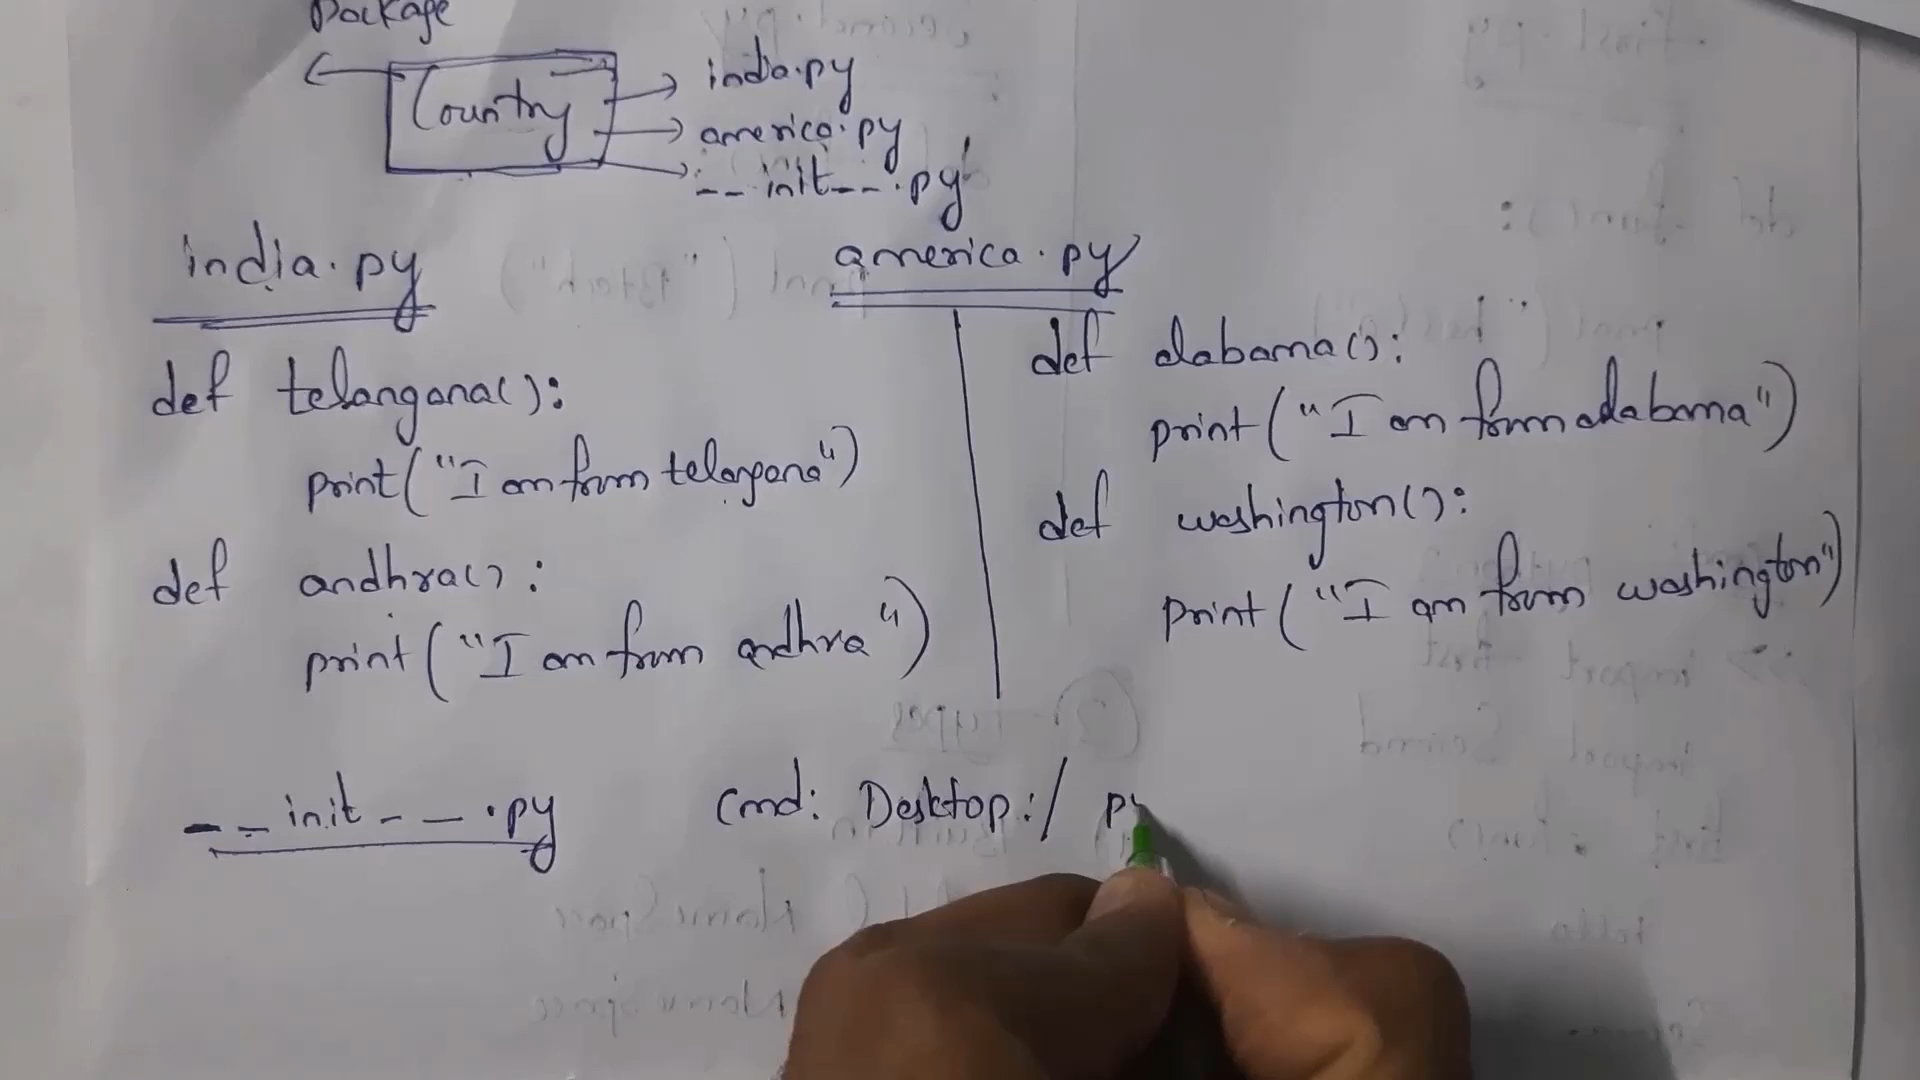 Package
Country
india.py
america.py
__init__.py
india.py
def telangana():
print("I am from telangana")
def andhra():
print("I am from andhra")
america.py
def alabama():
print("I am form alabama")
def washington():
print("I am from washington")
__init__.py
Cmd: Desktop:/ py